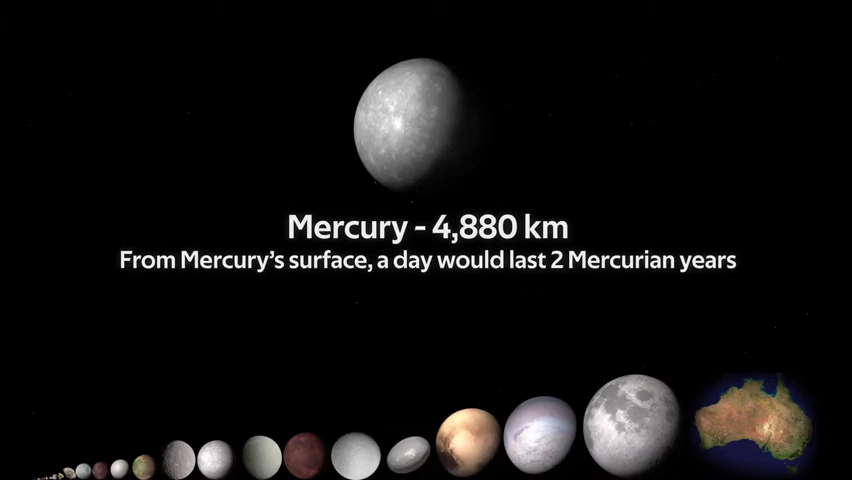 Mercury - 4,880 km
From Mercury's surface, a day would last 2 Mercurian years